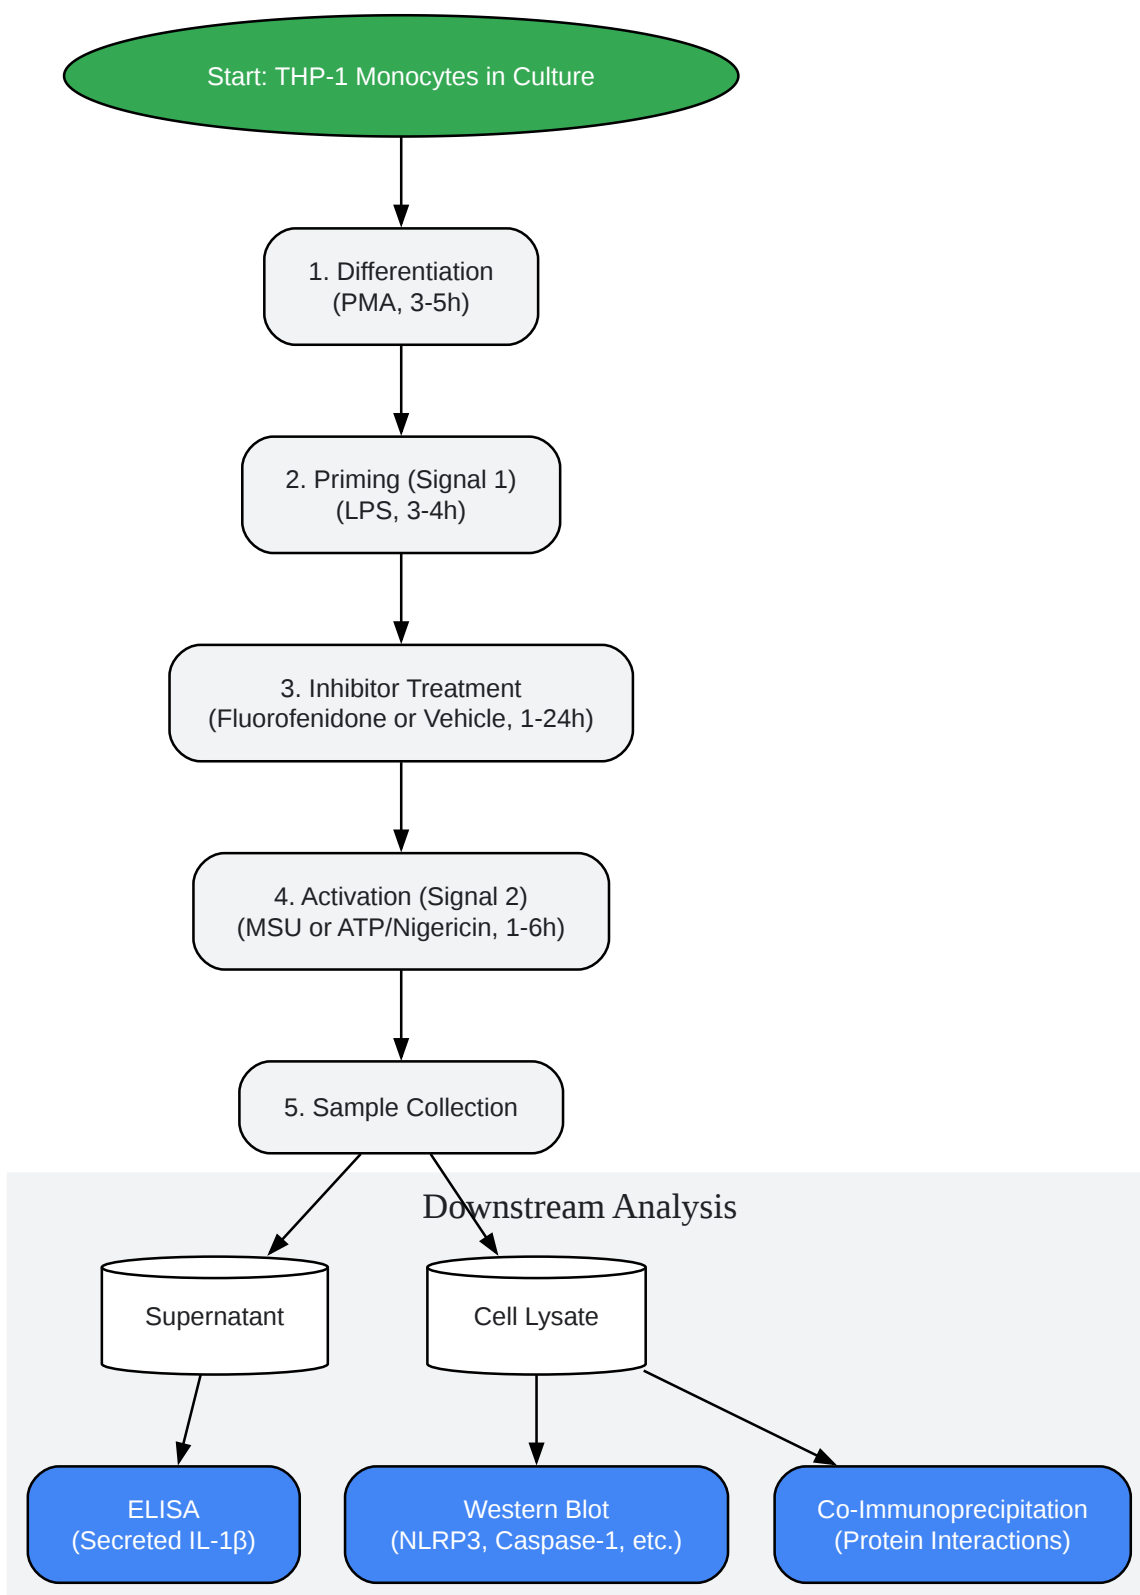 Start: THP-1 Monocytes in Culture
1. Differentiation
(PMA, 3-5h)
2. Priming (Signal 1)
(LPS, 3-4h)
3. Inhibitor Treatment
(Fluorofenidone or Vehicle, 1-24h)
4. Activation (Signal 2)
(MSU or ATP/Nigericin, 1-6h)
5. Sample Collection
Downstream Analysis
Supernatant
Cell Lysate
ELISA
(Secreted IL-1β)
Western Blot
(NLRP3, Caspase-1, etc.)
Co-Immunoprecipitation
(Protein Interactions)